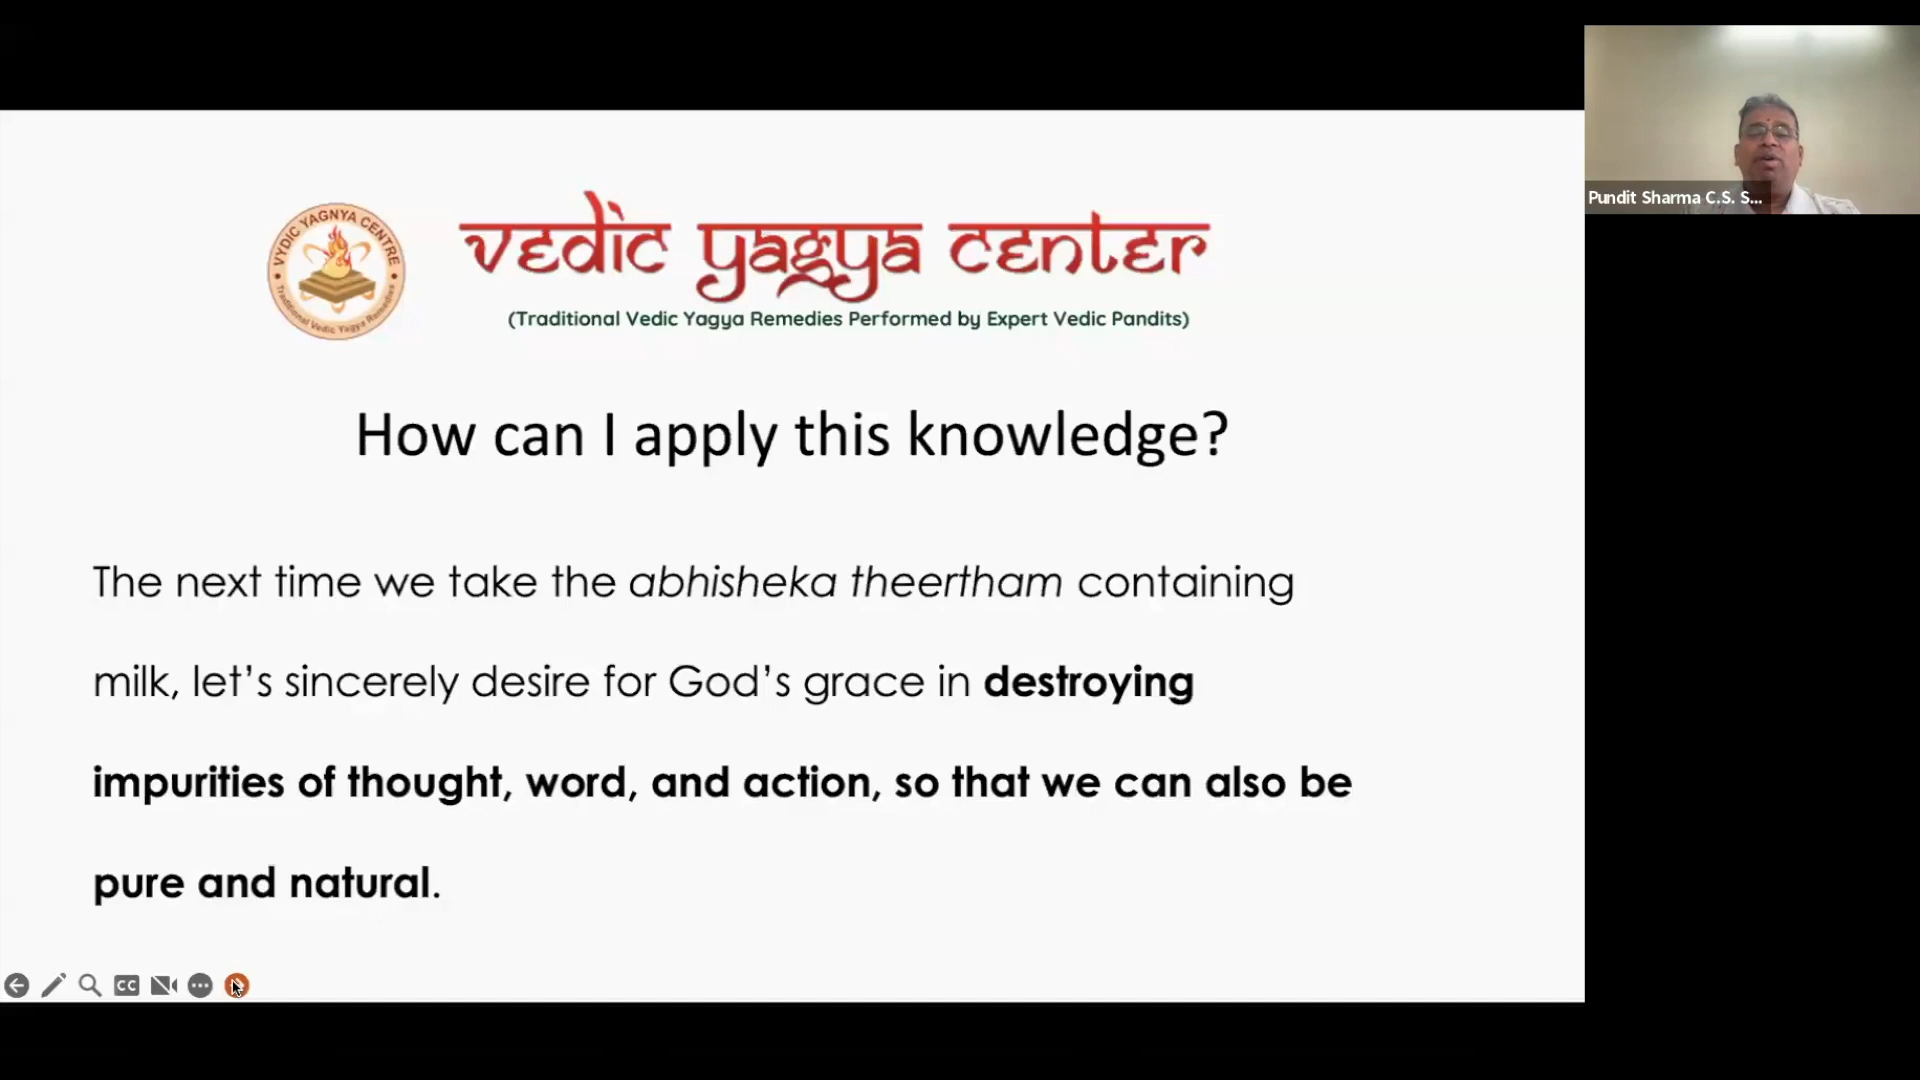 VYDIC YAGNYA CENTRE
Traditional Vedic Yagya Remedies
vedic yagya center
(Traditional Vedic Yagya Remedies Performed by Expert Vedic Pandits)
How can I apply this knowledge?
The next time we take the abhisheka theertham containing
milk, let’s sincerely desire for God’s grace in destroying
impurities of thought, word, and action, so that we can also be
pure and natural.
Pundit Sharma C.S. S...
CC